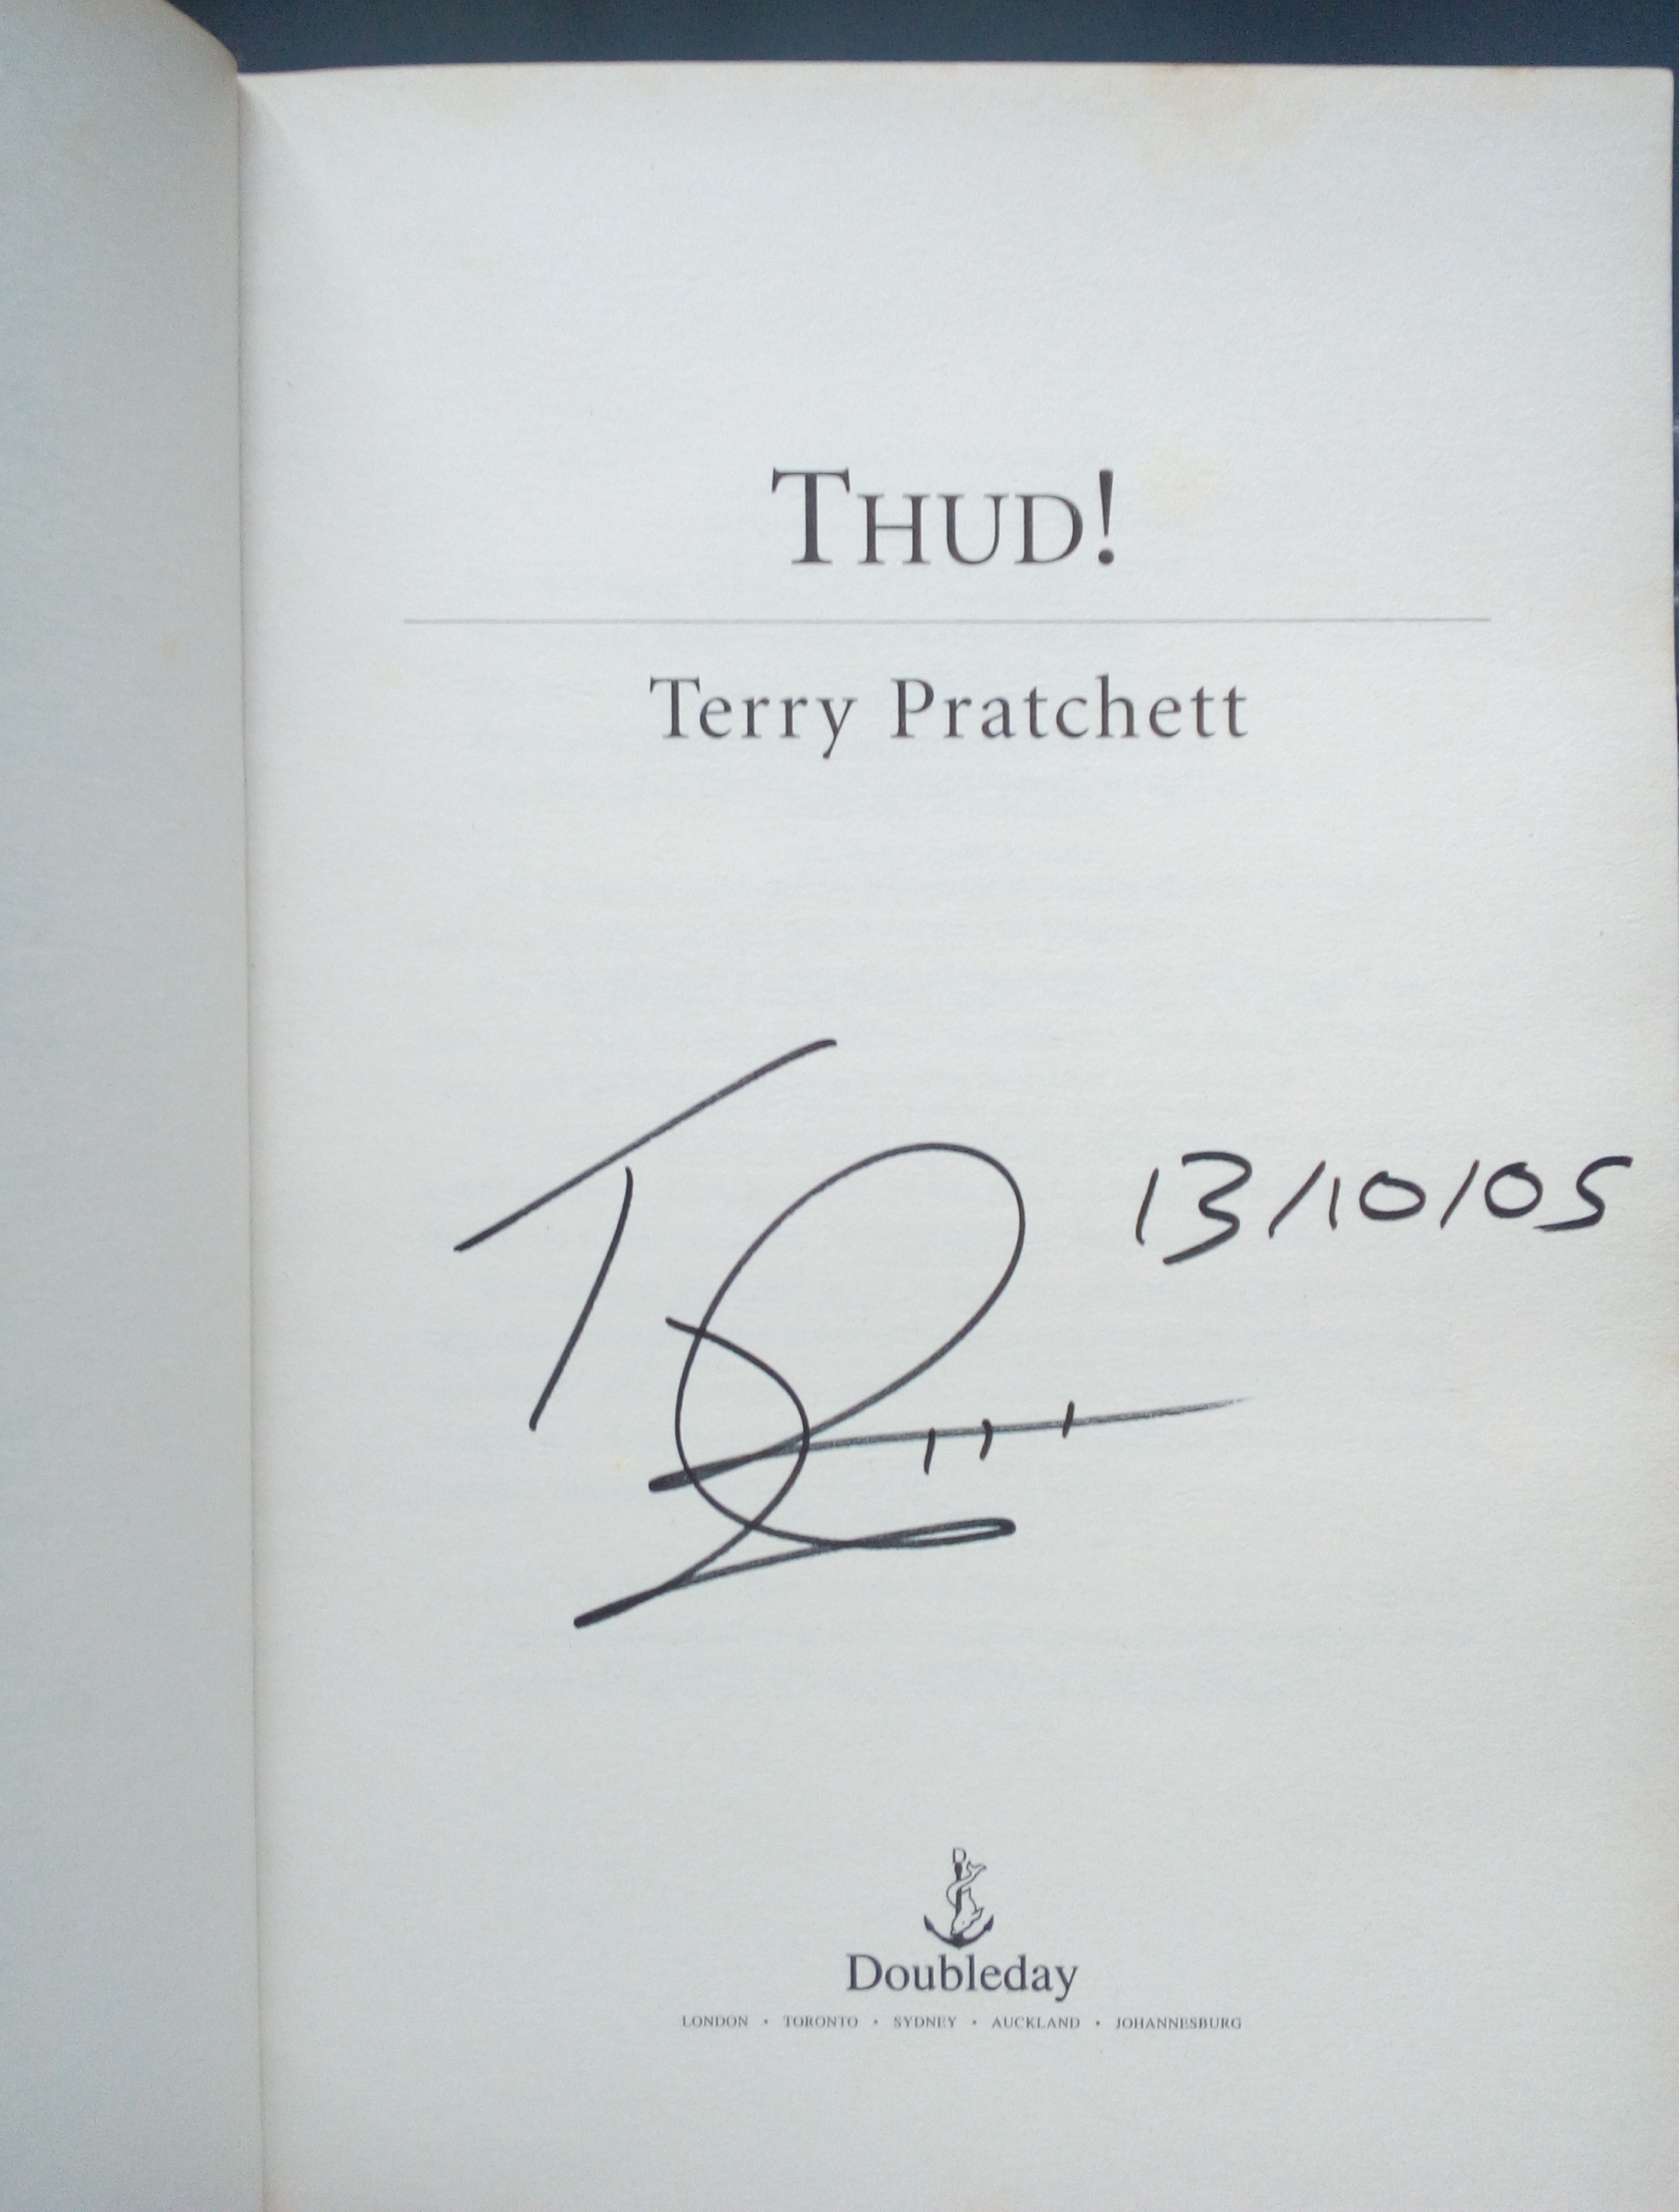 THUD!
Terry Pratchett
13/10/05
D
Doubleday
LONDON • TORONTO • SYDNEY • AUCKLAND • JOHANNESBURG